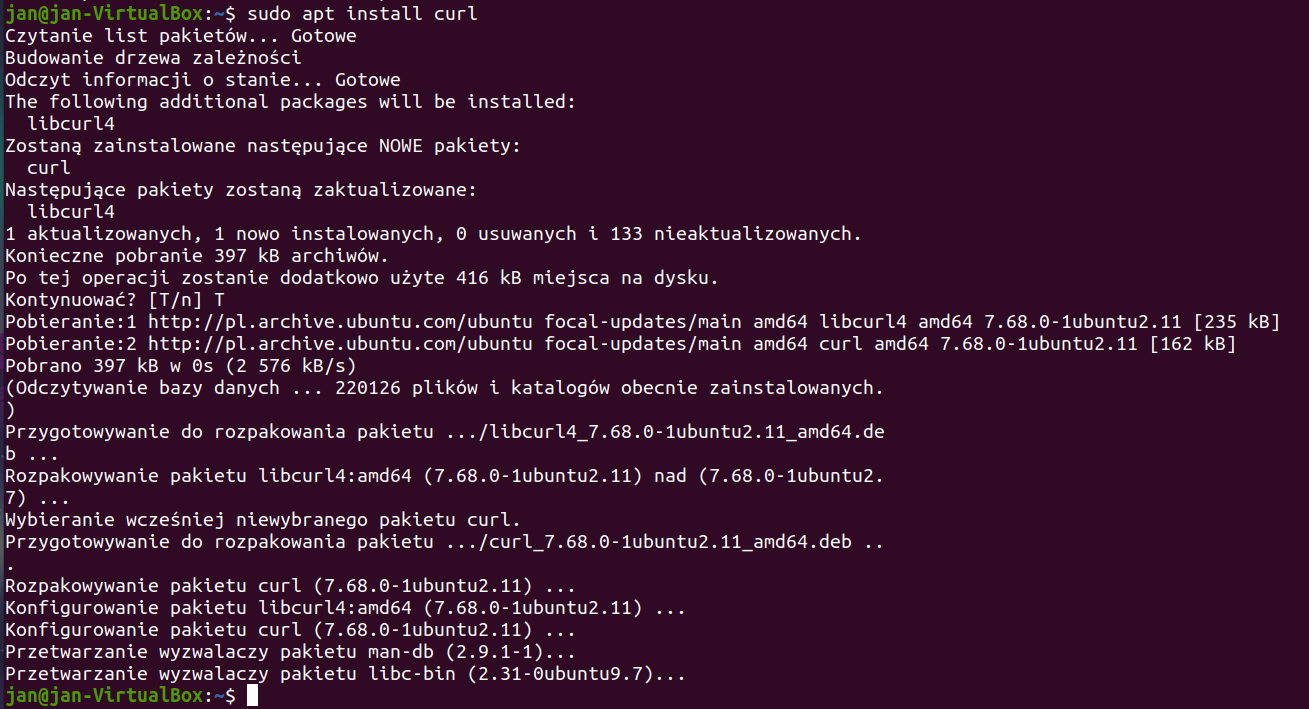 jan@jan-VirtualBox:~$ sudo apt install curl
Czytanie list pakietów... Gotowe
Budowanie drzewa zależności
Odczyt informacji o stanie... Gotowe
The following additional packages will be installed:
  libcurl4
Zostaną zainstalowane następujące NOWE pakiety:
  curl
Następujące pakiety zostaną zaktualizowane:
  libcurl4
1 aktualizowanych, 1 nowo instalowanych, 0 usuwanych i 133 nieaktualizowanych.
Konieczne pobranie 397 kB archiwów.
Po tej operacji zostanie dodatkowo użyte 416 kB miejsca na dysku.
Kontynuować? [T/n] T
Pobieranie:1 http://pl.archive.ubuntu.com/ubuntu focal-updates/main amd64 libcurl4 amd64 7.68.0-1ubuntu2.11 [235 kB]
Pobieranie:2 http://pl.archive.ubuntu.com/ubuntu focal-updates/main amd64 curl amd64 7.68.0-1ubuntu2.11 [162 kB]
Pobrano 397 kB w 0s (2 576 kB/s)
(Odczytywanie bazy danych ... 220126 plików i katalogów obecnie zainstalowanych.
)
Przygotowywanie do rozpakowania pakietu .../libcurl4_7.68.0-1ubuntu2.11_amd64.de
b ...
Rozpakowywanie pakietu libcurl4:amd64 (7.68.0-1ubuntu2.11) nad (7.68.0-1ubuntu2.
7) ...
Wybieranie wcześniej niewybranego pakietu curl.
Przygotowywanie do rozpakowania pakietu .../curl_7.68.0-1ubuntu2.11_amd64.deb ..
.
Rozpakowywanie pakietu curl (7.68.0-1ubuntu2.11) ...
Konfigurowanie pakietu libcurl4:amd64 (7.68.0-1ubuntu2.11) ...
Konfigurowanie pakietu curl (7.68.0-1ubuntu2.11) ...
Przetwarzanie wyzwalaczy pakietu man-db (2.9.1-1)...
Przetwarzanie wyzwalaczy pakietu libc-bin (2.31-0ubuntu9.7)...
jan@jan-VirtualBox:~$